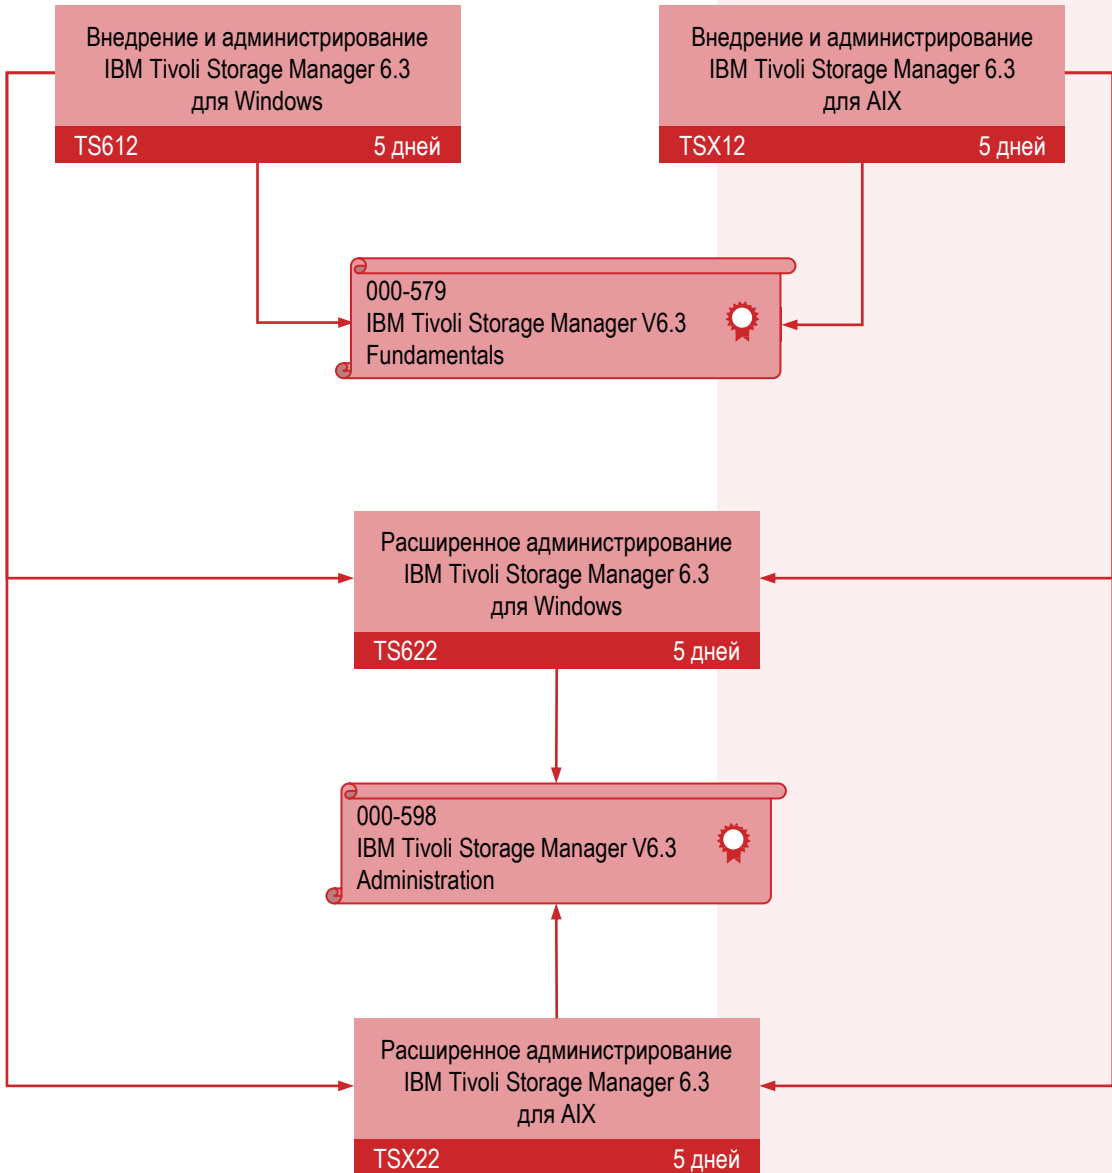 Внедрение и администрирование
IBM Tivoli Storage Manager 6.3
для Windows
TS612 5 дней
Внедрение и администрирование
IBM Tivoli Storage Manager 6.3
для AIX
TSX12 5 дней
000-579
IBM Tivoli Storage Manager V6.3
Fundamentals
Расширенное администрирование
IBM Tivoli Storage Manager 6.3
для Windows
TS622 5 дней
000-598
IBM Tivoli Storage Manager V6.3
Administration
Расширенное администрирование
IBM Tivoli Storage Manager 6.3
для AIX
TSX22 5 дней